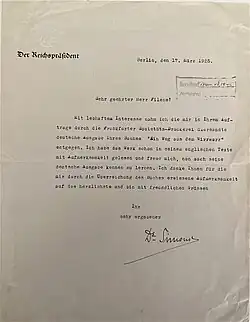 Der Reichspräsident
Berlin, den 17. März 1925.
Sehr geehrter Herr Filene!
Mit lebhaftem Interesse nahm ich die mir in Ihrem Auf-
trage durch die Frankfurter Societäts-Druckerei übersandte
deutsche Ausgabe Ihres Buches "Ein Weg aus dem Wirrwarr"
entgegen. Ich habe das Werk schon in seinem englischen Texte
mit Aufmerksamkeit gelesen und freue mich, nun auch seine
deutsche Ausgabe kennen zu lernen. Ich danke Ihnen für die
mir durch die Überreichung des Buches erwiesene Aufmerksamkeit
auf das herzlichste und bin mit freundlichen Grüssen
Ihr
sehr ergebener
Dr. Simons